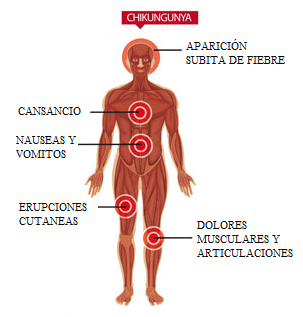 CHIKUNGUNYA
APARICIÓN
SUBITA DE FIEBRE
CANSANCIO
NAUSEAS Y
VOMITOS
ERUPCIONES
CUTANEAS
DOLORES
MUSCULARES Y
ARTICULACIONES